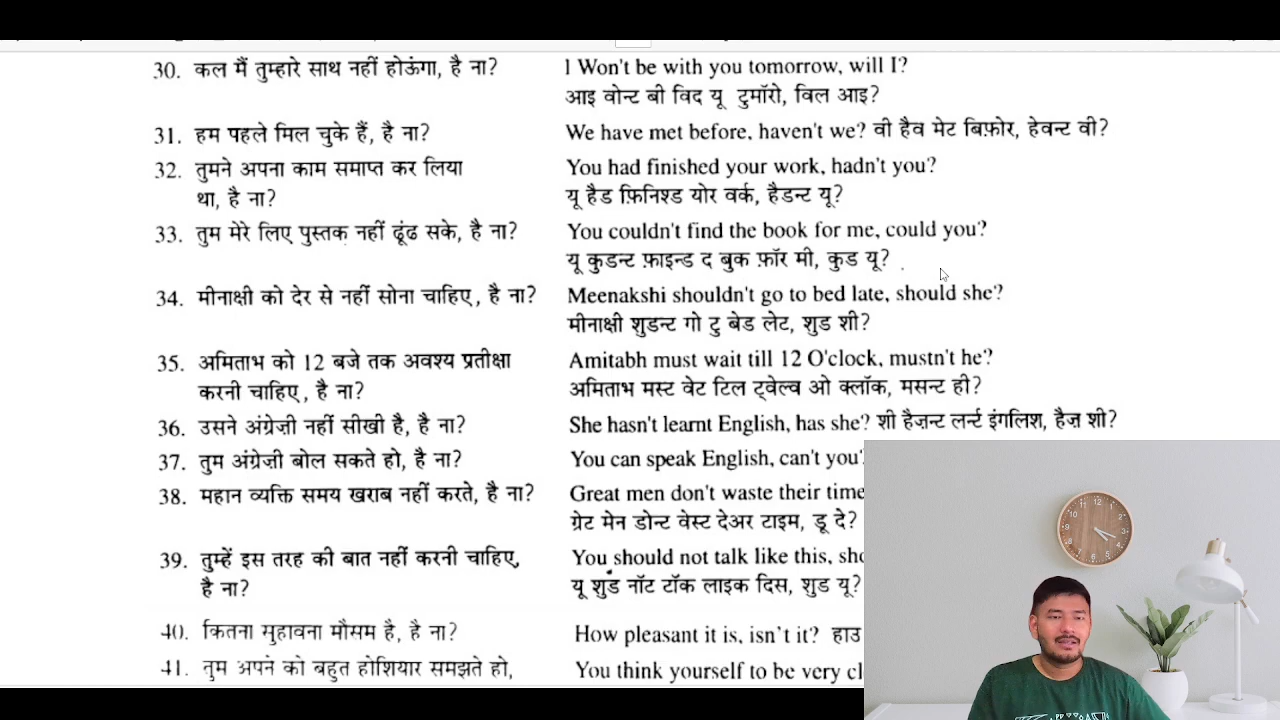 30. कल मैं तुम्हारे साथ नहीं होऊंगा, है ना? I Won't be with you tomorrow, will I?
आइ वोन्ट बी विद यू टुमॉरो, विल आइ?
31. हम पहले मिल चुके हैं, है ना? We have met before, haven't we? वी हैव मेट बिफ़ोर, हेवन्ट वी?
32. तुमने अपना काम समाप्त कर लिया You had finished your work, hadn't you?
था, है ना? यू हैड फ़िनिश्ड योर वर्क, हैडन्ट यू?
33. तुम मेरे लिए पुस्तक नहीं ढूंढ सके, है ना? You couldn't find the book for me, could you?
यू कुडन्ट फ़ाइन्ड द बुक फ़ॉर मी, कुड यू?
34. मीनाक्षी को देर से नहीं सोना चाहिए, है ना? Meenakshi shouldn't go to bed late, should she?
मीनाक्षी शुडन्ट गो टु बेड लेट, शुड शी?
35. अमिताभ को 12 बजे तक अवश्य प्रतीक्षा Amitabh must wait till 12 O'clock, mustn't he?
करनी चाहिए, है ना? अमिताभ मस्ट वेट टिल ट्वेल्व ओ क्लॉक, मसन्ट ही?
36. उसने अंग्रेज़ी नहीं सीखी है, है ना? She hasn't learnt English, has she? शी हैज़न्ट लर्न्ट इंगलिश, हैज़ शी?
37. तुम अंग्रेज़ी बोल सकते हो, है ना? You can speak English, can't you?
38. महान व्यक्ति समय खराब नहीं करते, है ना? Great men don't waste their time
ग्रेट मेन डोन्ट वेस्ट देअर टाइम, डू दे?
39. तुम्हें इस तरह की बात नहीं करनी चाहिए, You should not talk like this,
है ना? यू शुड नॉट टॉक लाइक दिस, शुड यू?
40. कितना सुहावना मौसम है, है ना? How pleasant it is, isn't it? हाउ
41. तुम अपने को बहुत होशियार समझते हो, You think yourself to be very